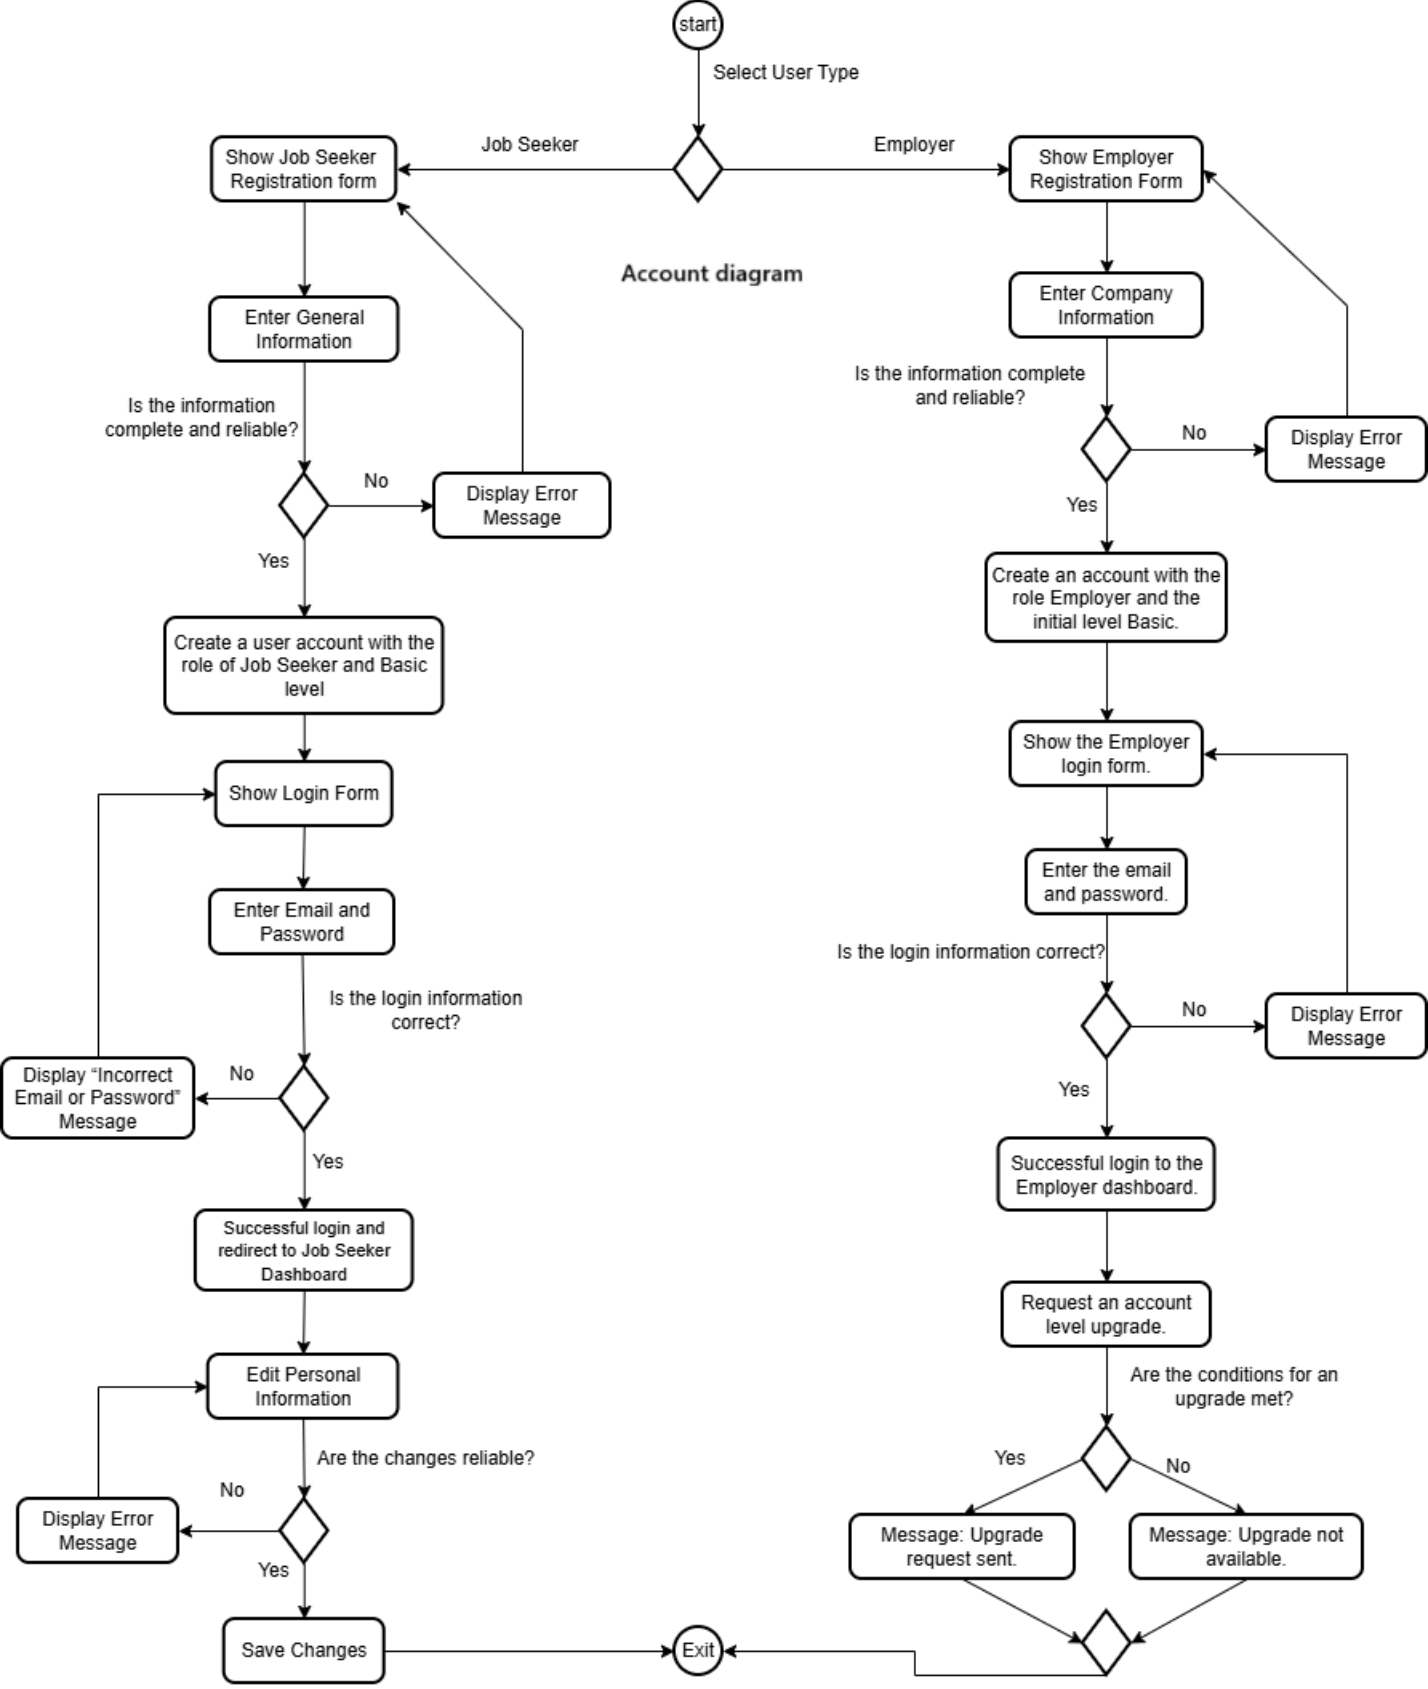 start
Select User Type
Job Seeker
Employer
Show Job Seeker
Registration form
Show Employer
Registration Form
Account diagram
Enter General
Information
Enter Company
Information
Is the information
complete and reliable?
Is the information complete
and reliable?
No
Display Error
Message
Yes
No
Display Error
Message
Yes
Create a user account with the
role of Job Seeker and Basic
level
Create an account with the
role Employer and the
initial level Basic.
Show Login Form
Show the Employer
login form.
Enter Email and
Password
Enter the email
and password.
Is the login information
correct?
Is the login information correct?
No
Display “Incorrect
Email or Password”
Message
Yes
No
Display Error
Message
Yes
Successful login and
redirect to Job Seeker
Dashboard
Successful login to the
Employer dashboard.
Edit Personal
Information
Request an account
level upgrade.
Are the changes reliable?
Are the conditions for an
upgrade met?
No
Display Error
Message
Yes
Yes
No
Message: Upgrade
request sent.
Message: Upgrade not
available.
Save Changes
Exit